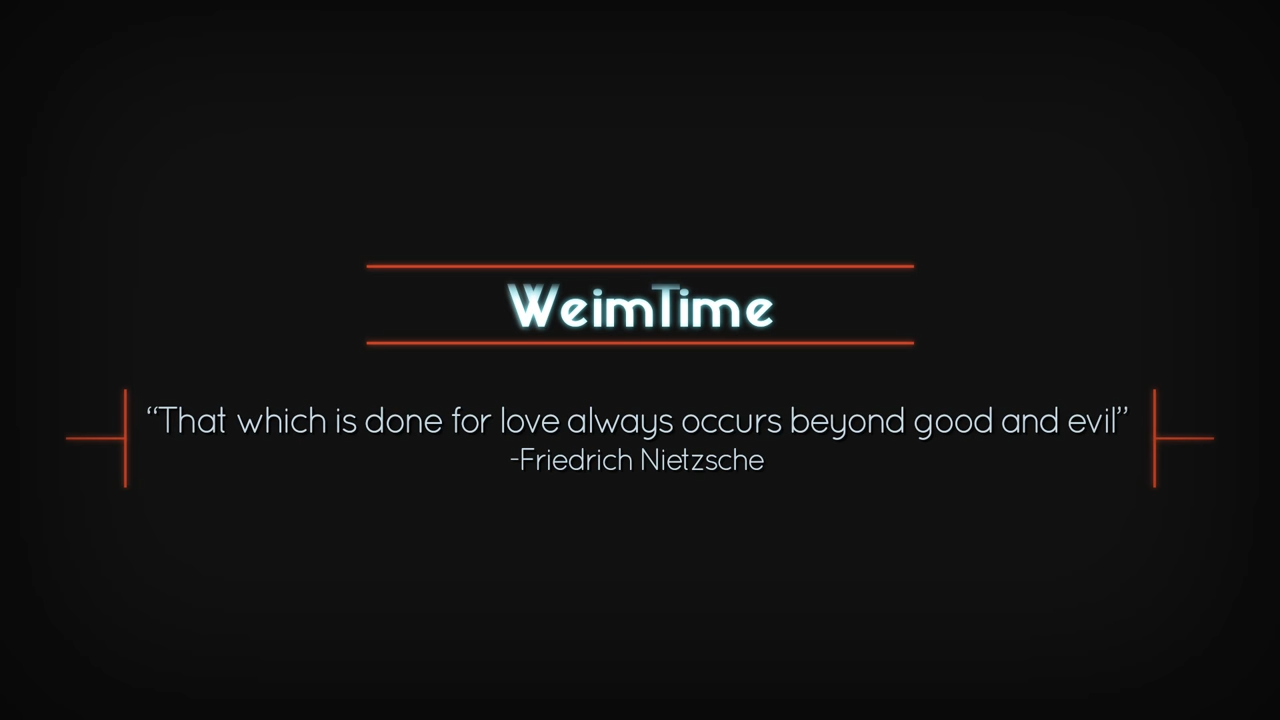 WeimTime
“That which is done for love always occurs beyond good and evil”
-Friedrich Nietzsche